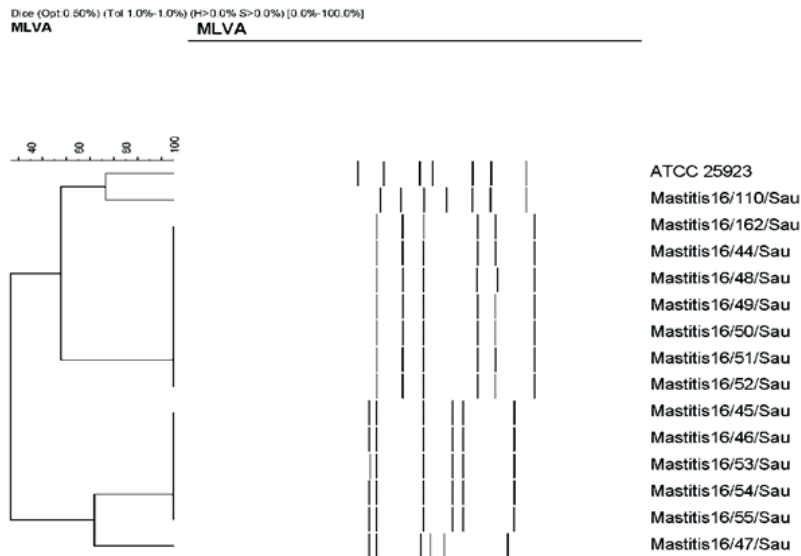 Dice (Opt:0.50%) (Tol 1.0%-1.0%) (H>0.0% S>0.0%) [0.0%-100.0%]
MLVA MLVA
40 60 80 100
ATCC 25923
Mastitis16/110/Sau
Mastitis16/162/Sau
Mastitis16/44/Sau
Mastitis16/48/Sau
Mastitis16/49/Sau
Mastitis16/50/Sau
Mastitis16/51/Sau
Mastitis16/52/Sau
Mastitis16/45/Sau
Mastitis16/46/Sau
Mastitis16/53/Sau
Mastitis16/54/Sau
Mastitis16/55/Sau
Mastitis16/47/Sau